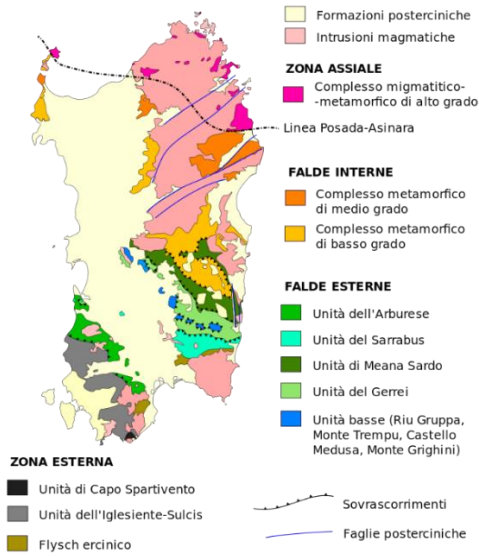 Formazioni posterciniche
Intrusioni magmatiche
ZONA ASSIALE
Complesso migmatitico-
-metamorfico di alto grado
Linea Posada-Asinara
FALDE INTERNE
Complesso metamorfico
di medio grado
Complesso metamorfico
di basso grado
FALDE ESTERNE
Unità dell'Arburese
Unità del Sarrabus
Unità di Meana Sardo
Unità del Gerrei
Unità basse (Riu Gruppa,
Monte Trempu, Castello
Medusa, Monte Grighini)
ZONA ESTERNA
Unità di Capo Spartivento
Unità dell'Iglesiente-Sulcis
Flysch ercinico
Sovrascorrimenti
Faglie posterciniche